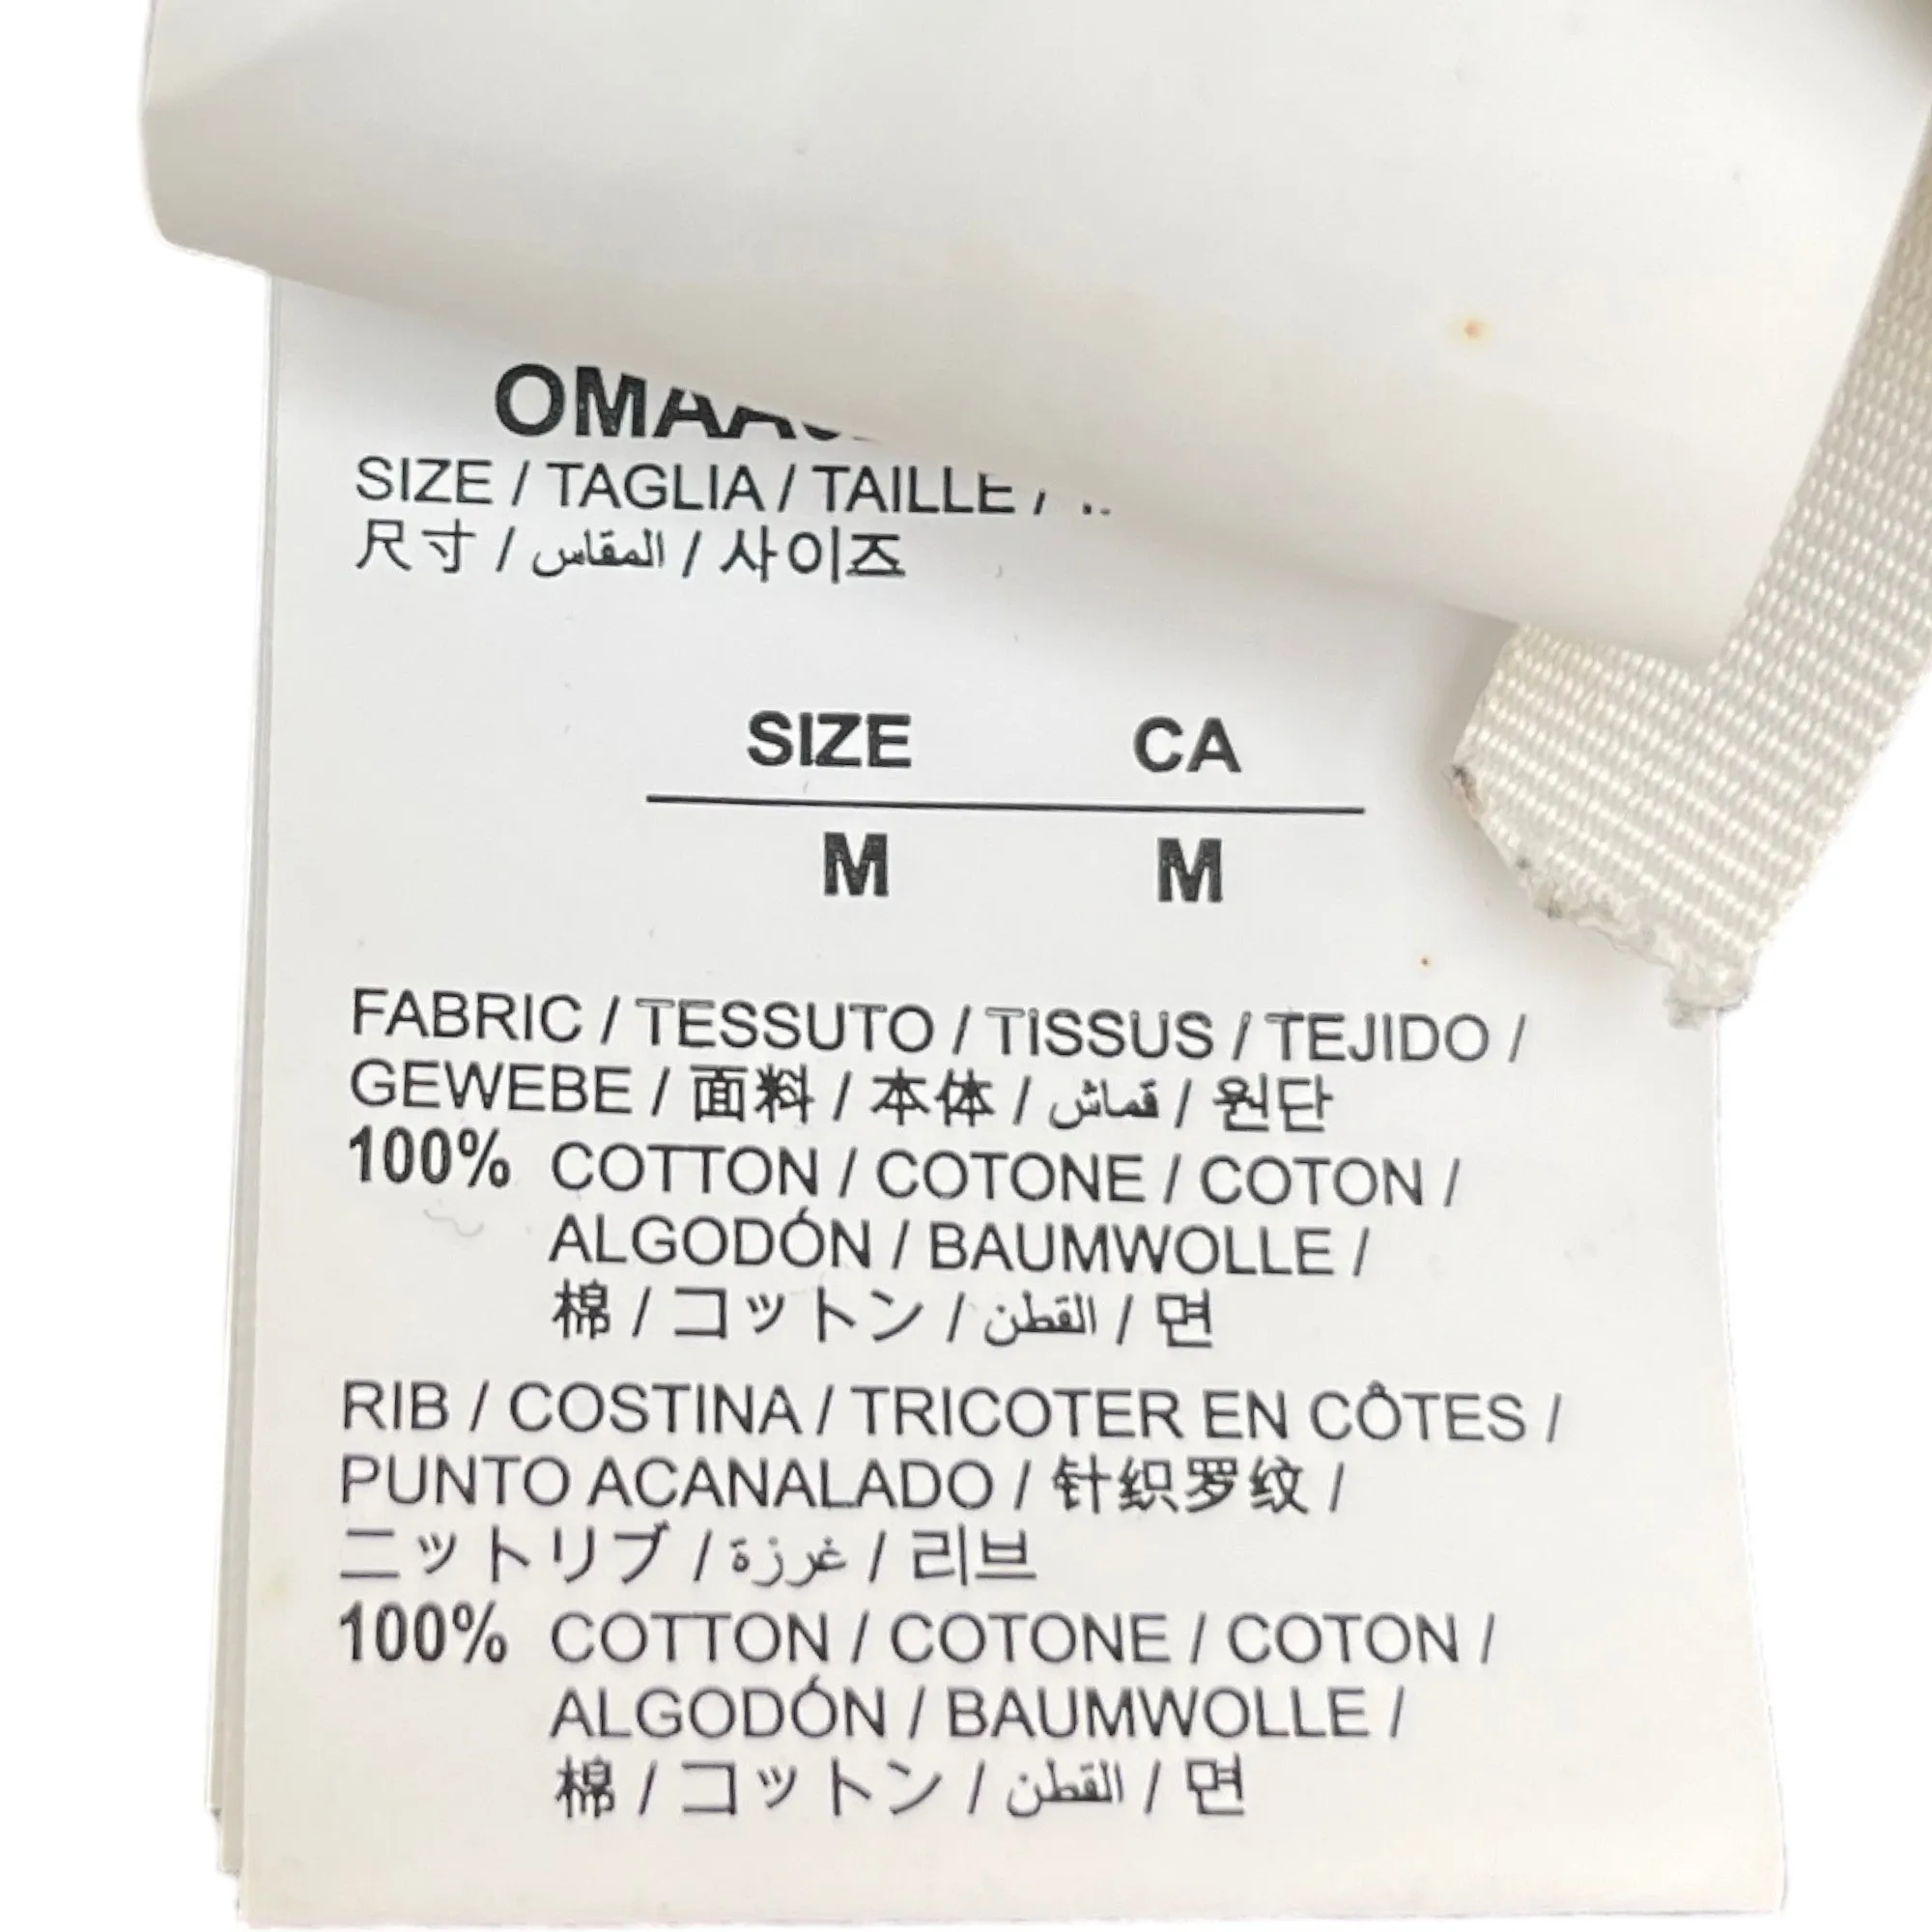 OMAA
SIZE / TAGLIA / TAILLE /
尺寸 / المقاس / 사이즈
SIZE CA
M M
FABRIC / TESSUTO / TISSUS / TEJIDO /
GEWEBE / 面料 / 本体 / قماش / 원단
100% COTTON / COTONE / COTON /
ALGODÓN / BAUMWOLLE /
棉 / コットン / القطن / 면
RIB / COSTINA / TRICOTER EN CÔTES /
PUNTO ACANALADO / 针织罗纹 /
ニットリブ / غرزة / 리브
100% COTTON / COTONE / COTON /
ALGODÓN / BAUMWOLLE /
棉 / コットン / القطن / 면